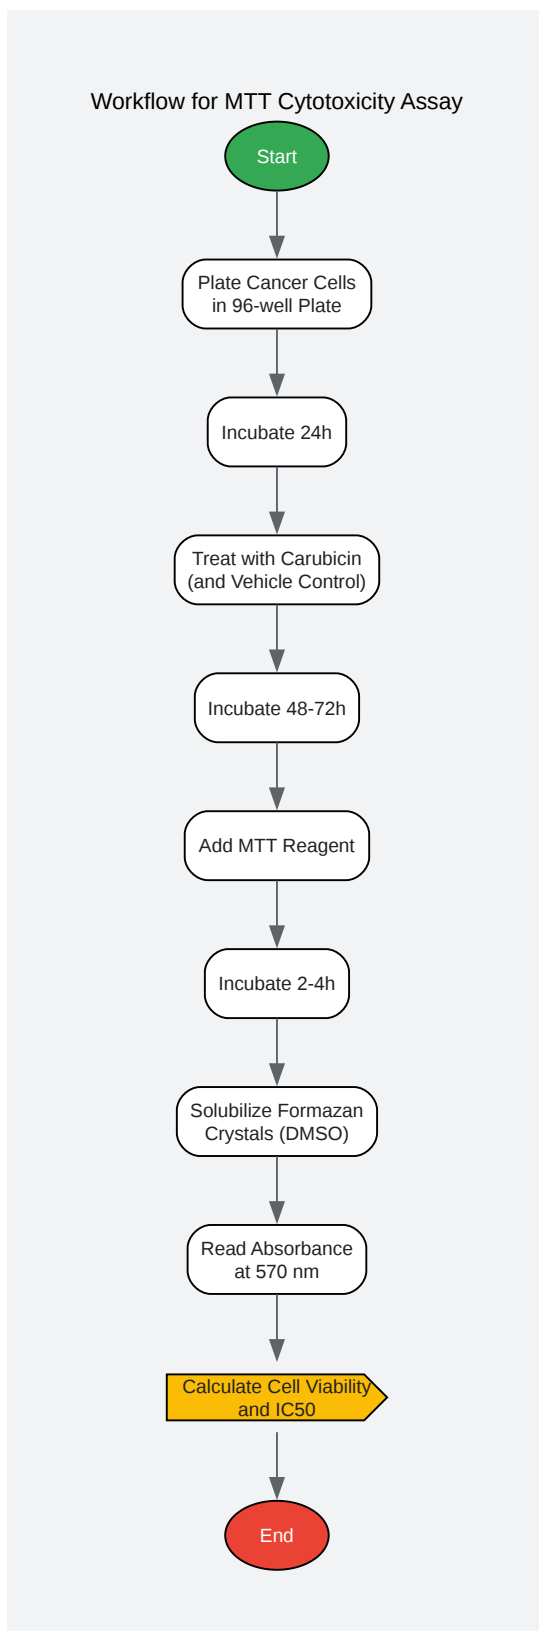 Workflow for MTT Cytotoxicity Assay
Start
Plate Cancer Cells
in 96-well Plate
Incubate 24h
Treat with Carubicin
(and Vehicle Control)
Incubate 48-72h
Add MTT Reagent
Incubate 2-4h
Solubilize Formazan
Crystals (DMSO)
Read Absorbance
at 570 nm
Calculate Cell Viability
and IC50
End